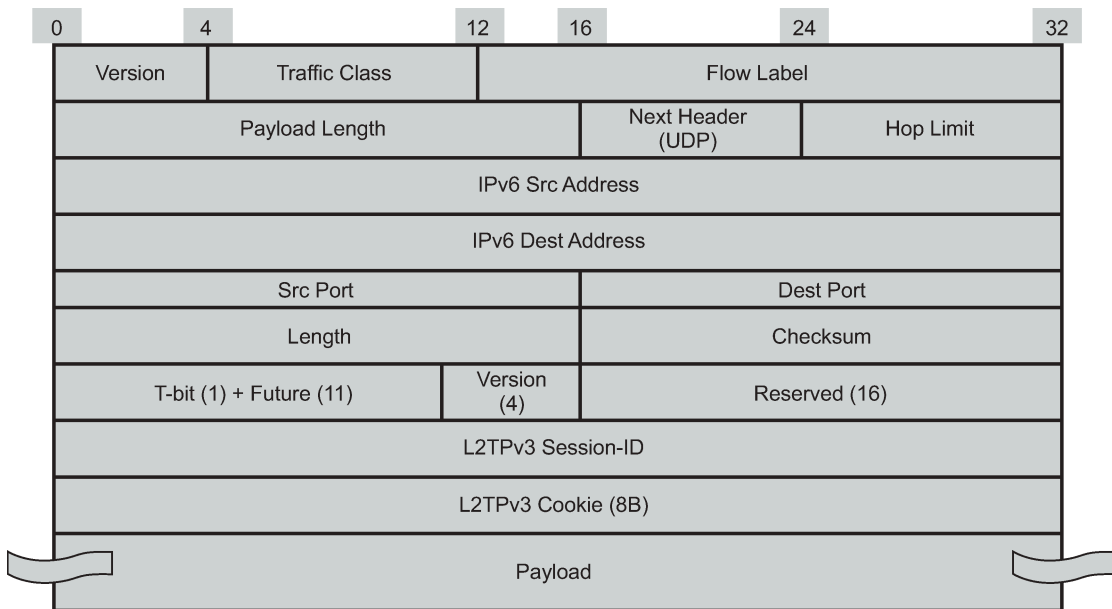 0 4 12 16 24 32
Version Traffic Class Flow Label
Payload Length Next Header
(UDP) Hop Limit
IPv6 Src Address
IPv6 Dest Address
Src Port Dest Port
Length Checksum
T-bit (1) + Future (11) Version
(4) Reserved (16)
L2TPv3 Session-ID
L2TPv3 Cookie (8B)
Payload